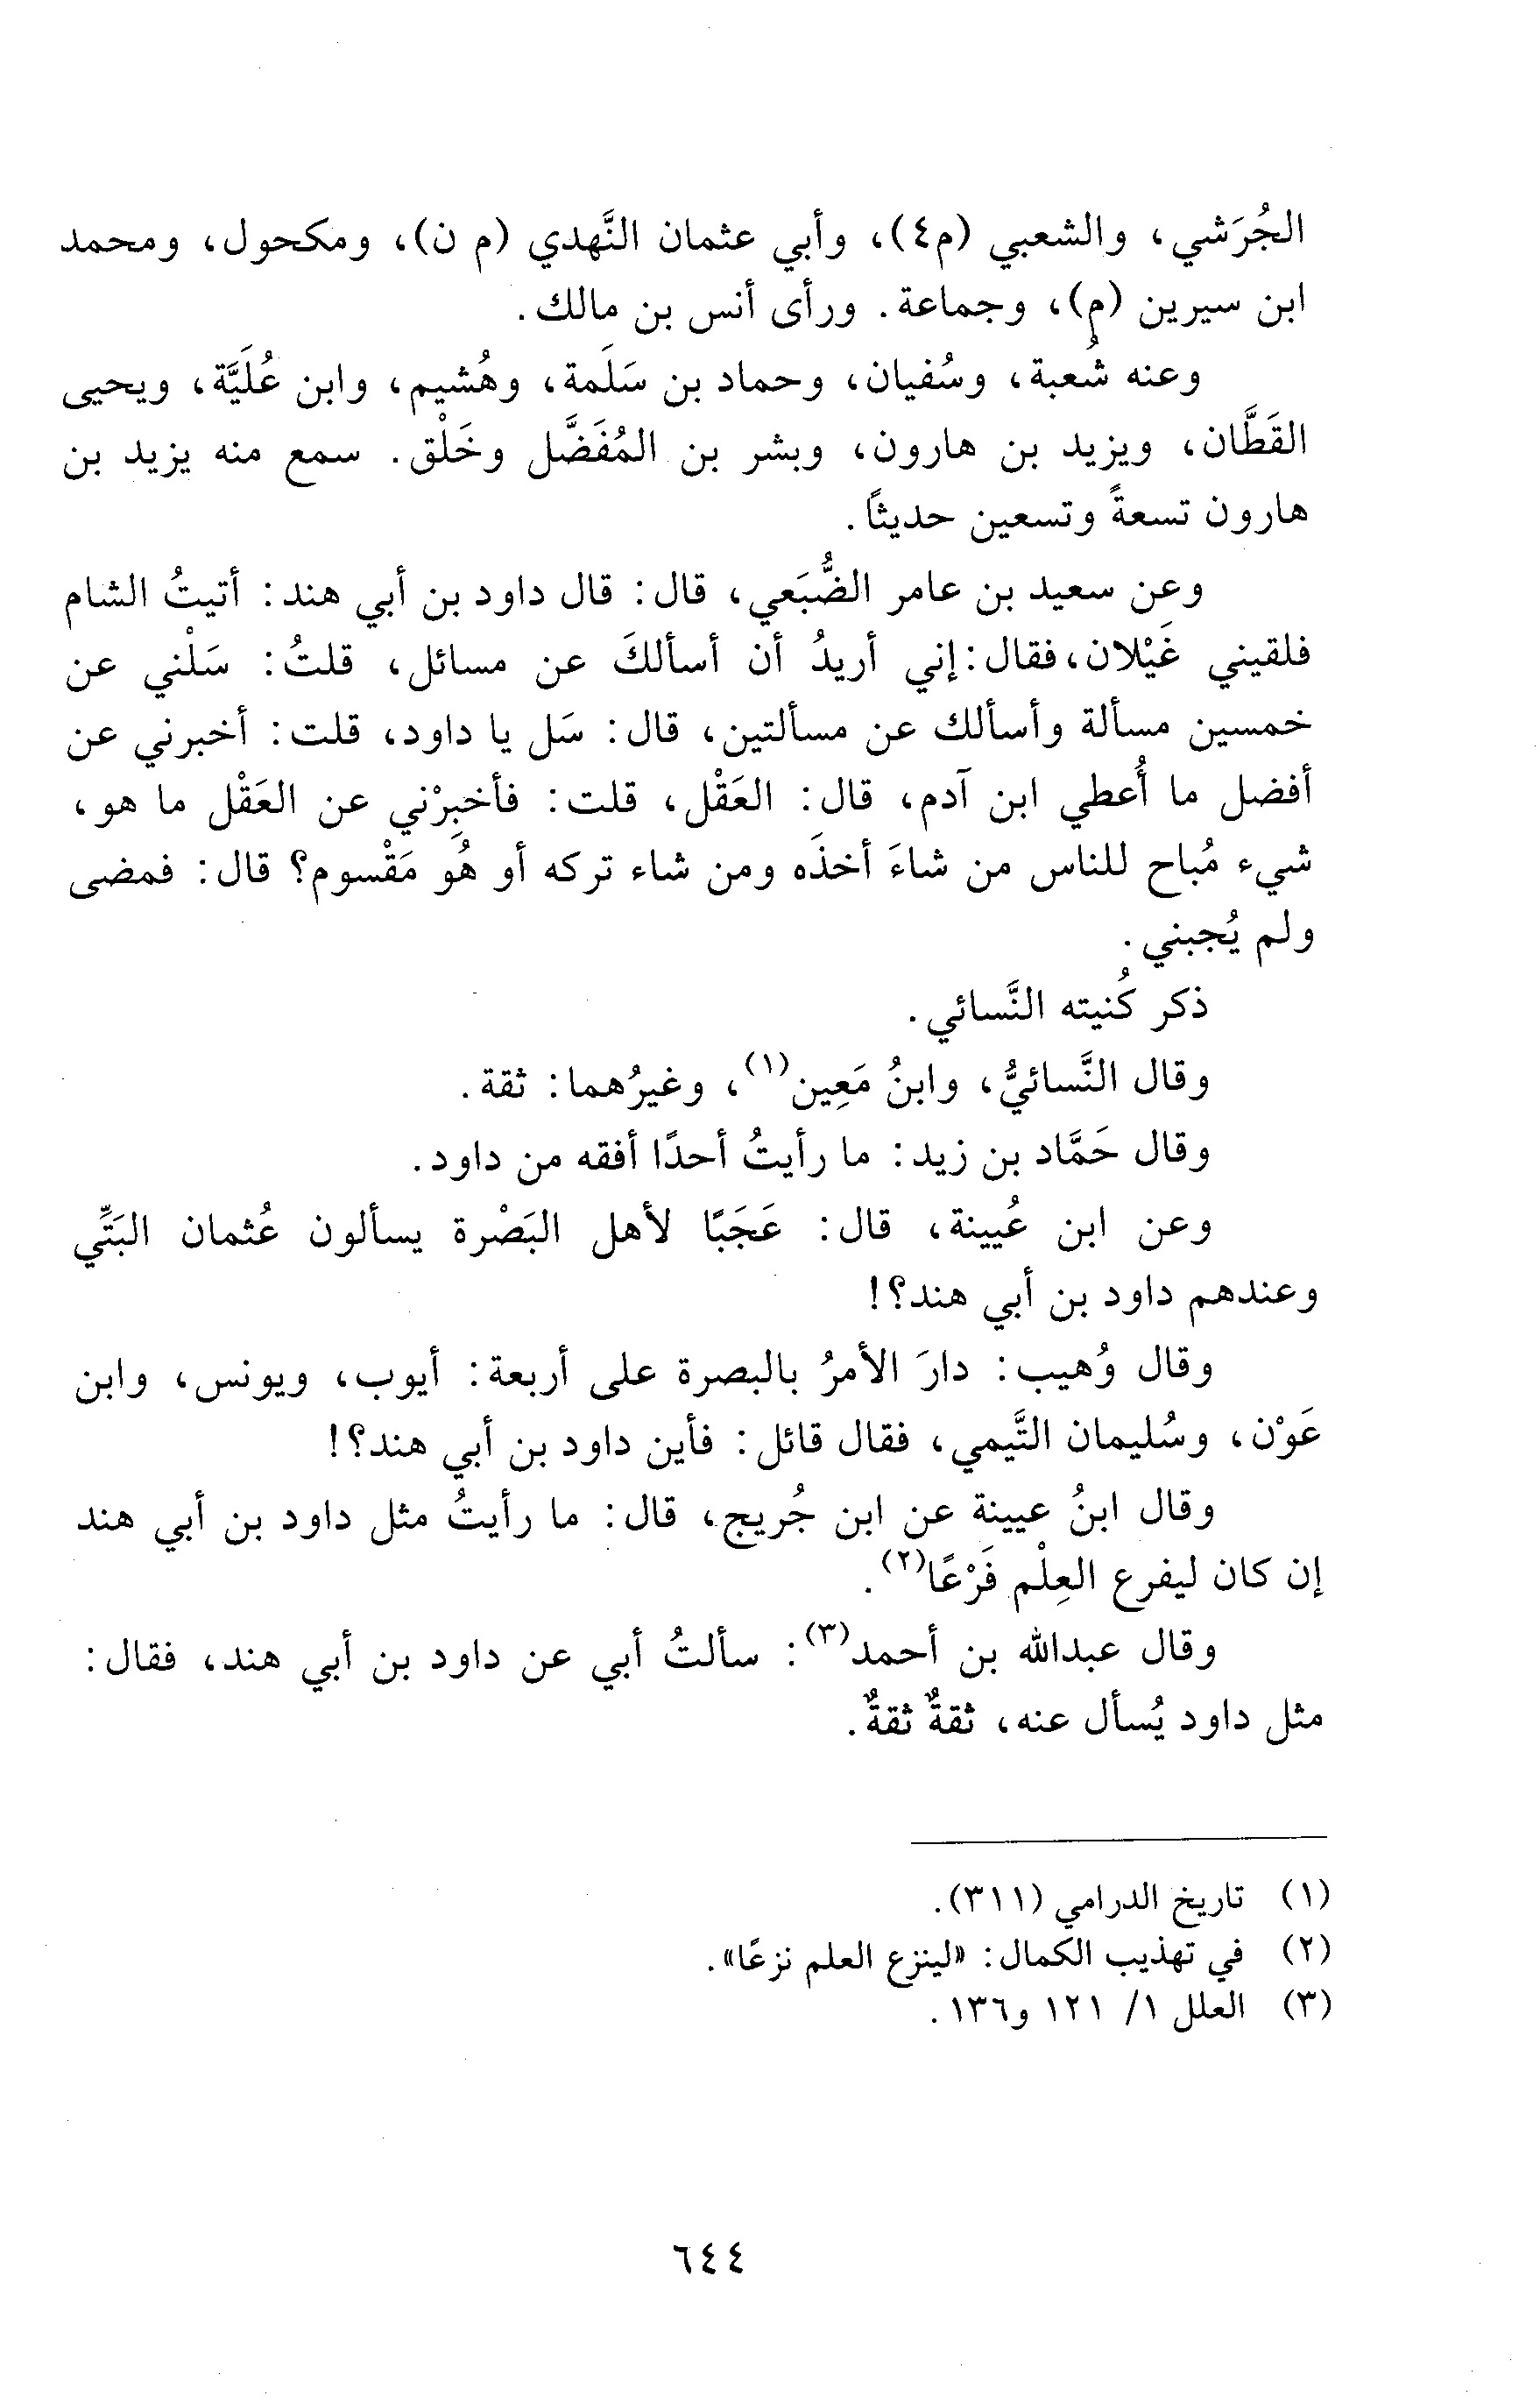 الجُرَشي، والشعبي (م٤)، وأبي عثمان النَّهدي (م ن)، ومكحول، ومحمد
ابن سيرين (م)، وجماعة. ورأى أنس بن مالك.
وعنه شُعبة، وسُفيان، وحماد بن سَلَمة، وهُشيم، وابن عُلَيَّة، ويحيى
القَطَّان، ويزيد بن هارون، وبشر بن المُفَضَّل وخَلْق. سمع منه يزيد بن
هارون تسعةً وتسعين حديثًا.
وعن سعيد بن عامر الضُّبَعي، قال: قال داود بن أبي هند: أتيتُ الشام
فلقيني غَيْلان، فقال: إني أريدُ أن أسألكَ عن مسائل، قلتُ: سَلْني عن
خمسين مسألة وأسألك عن مسألتين، قال: سَل يا داود، قلت: أخبرني عن
أفضل ما أُعطي ابن آدم، قال: العَقْل، قلت: فأخبِرْني عن العَقْل ما هو،
شيء مُباح للناس من شاءَ أخذَه ومن شاء تركه أو هُو مَقْسوم؟ قال: فمضى
ولم يُجبني.
ذكر كُنيته النَّسائي.
وقال النَّسائيُّ، وابنُ مَعِين(١)، وغيرُهما: ثقة.
وقال حَمَّاد بن زيد: ما رأيتُ أحدًا أفقه من داود.
وعن ابن عُيينة، قال: عَجَبًا لأهل البَصْرة يسألون عُثمان البَتِّي
وعندهم داود بن أبي هند؟!
وقال وُهيب: دارَ الأمرُ بالبصرة على أربعة: أيوب، ويونس، وابن
عَوْن، وسُليمان التَّيمي، فقال قائل: فأين داود بن أبي هند؟!
وقال ابنُ عيينة عن ابن جُريج، قال: ما رأيتُ مثل داود بن أبي هند
إن كان ليفرع العِلْم فَرْعًا(٢).
وقال عبدالله بن أحمد(٣): سألتُ أبي عن داود بن أبي هند، فقال:
مثل داود يُسأل عنه، ثقةٌ ثقةٌ.
(١) تاريخ الدرامي (٣١١).
(٢) في تهذيب الكمال: «لينزع العلم نزعًا».
(٣) العلل ١/ ١٢١ و١٣٦.
٦٤٤